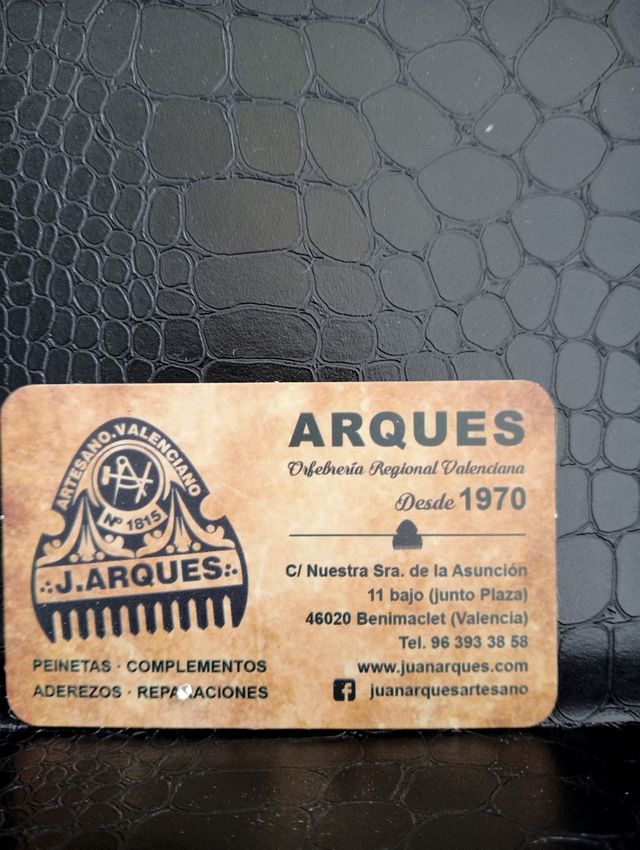 ARTESANO.VALENCIANO
Nº 1815
J.ARQUES
PEINETAS · COMPLEMENTOS
ADEREZOS · REPARACIONES
ARQUES
Orfebrería Regional Valenciana
Desde 1970
C/ Nuestra Sra. de la Asunción
11 bajo (junto Plaza)
46020 Benimaclet (Valencia)
Tel. 96 393 38 58
www.juanarques.com
juanarquesartesano